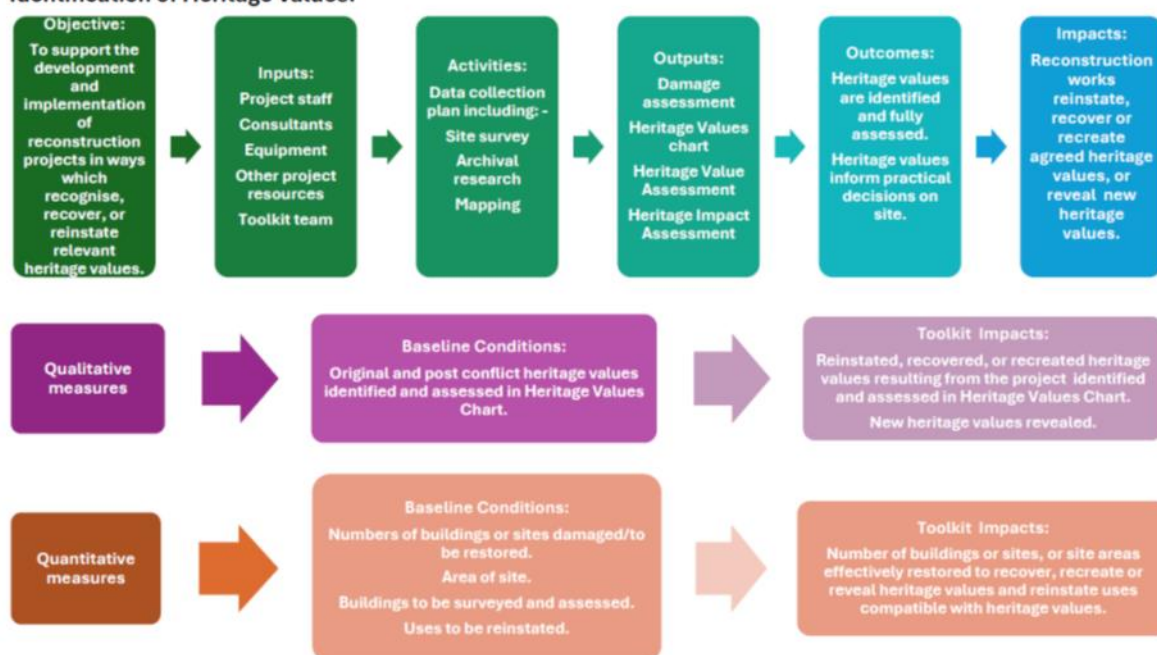 Identification of Heritage Values:
Objective:
To support the
development
and
implementation
of
reconstruction
projects in ways
which
recognise,
recover, or
reinstate
relevant
heritage values.
Inputs:
Project staff
Consultants
Equipment
Other project
resources
Toolkit team
Activities:
Data collection
plan including: -
Site survey
Archival
research
Mapping
Outputs:
Damage
assessment
Heritage Values
chart
Heritage Value
Assessment
Heritage Impact
Assessment
Outcomes:
Heritage values
are identified
and fully
assessed.
Heritage values
inform practical
decisions on
site.
Impacts:
Reconstruction
works
reinstate,
recover or
recreate
agreed heritage
values, or
reveal new
heritage
values.
Qualitative
measures
Baseline Conditions:
Original and post conflict heritage values
identified and assessed in Heritage Values
Chart.
Toolkit Impacts:
Reinstated, recovered, or recreated heritage
values resulting from the project identified
and assessed in Heritage Values Chart.
New heritage values revealed.
Quantitative
measures
Baseline Conditions:
Numbers of buildings or sites damaged/to
be restored.
Area of site.
Buildings to be surveyed and assessed.
Uses to be reinstated.
Toolkit Impacts:
Number of buildings or sites, or site areas
effectively restored to recover, recreate or
reveal heritage values and reinstate uses
compatible with heritage values.